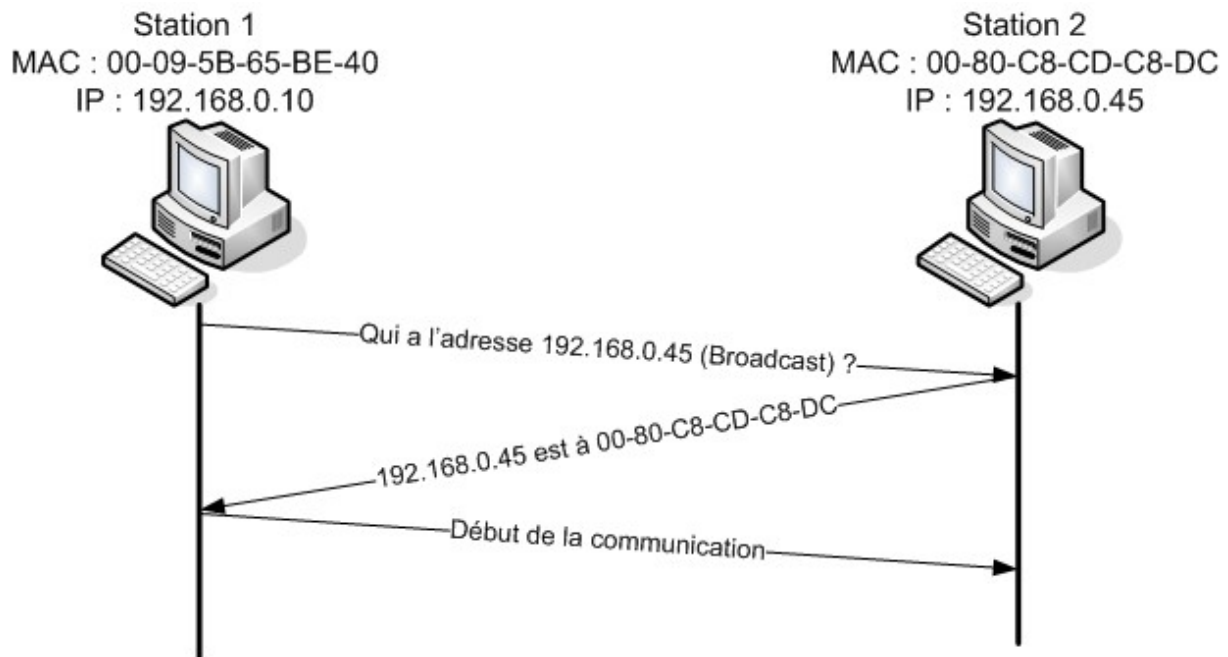 Station 1
MAC : 00-09-5B-65-BE-40
IP : 192.168.0.10
Station 2
MAC : 00-80-C8-CD-C8-DC
IP : 192.168.0.45
Qui a l'adresse 192.168.0.45 (Broadcast) ?
192.168.0.45 est à 00-80-C8-CD-C8-DC
Début de la communication